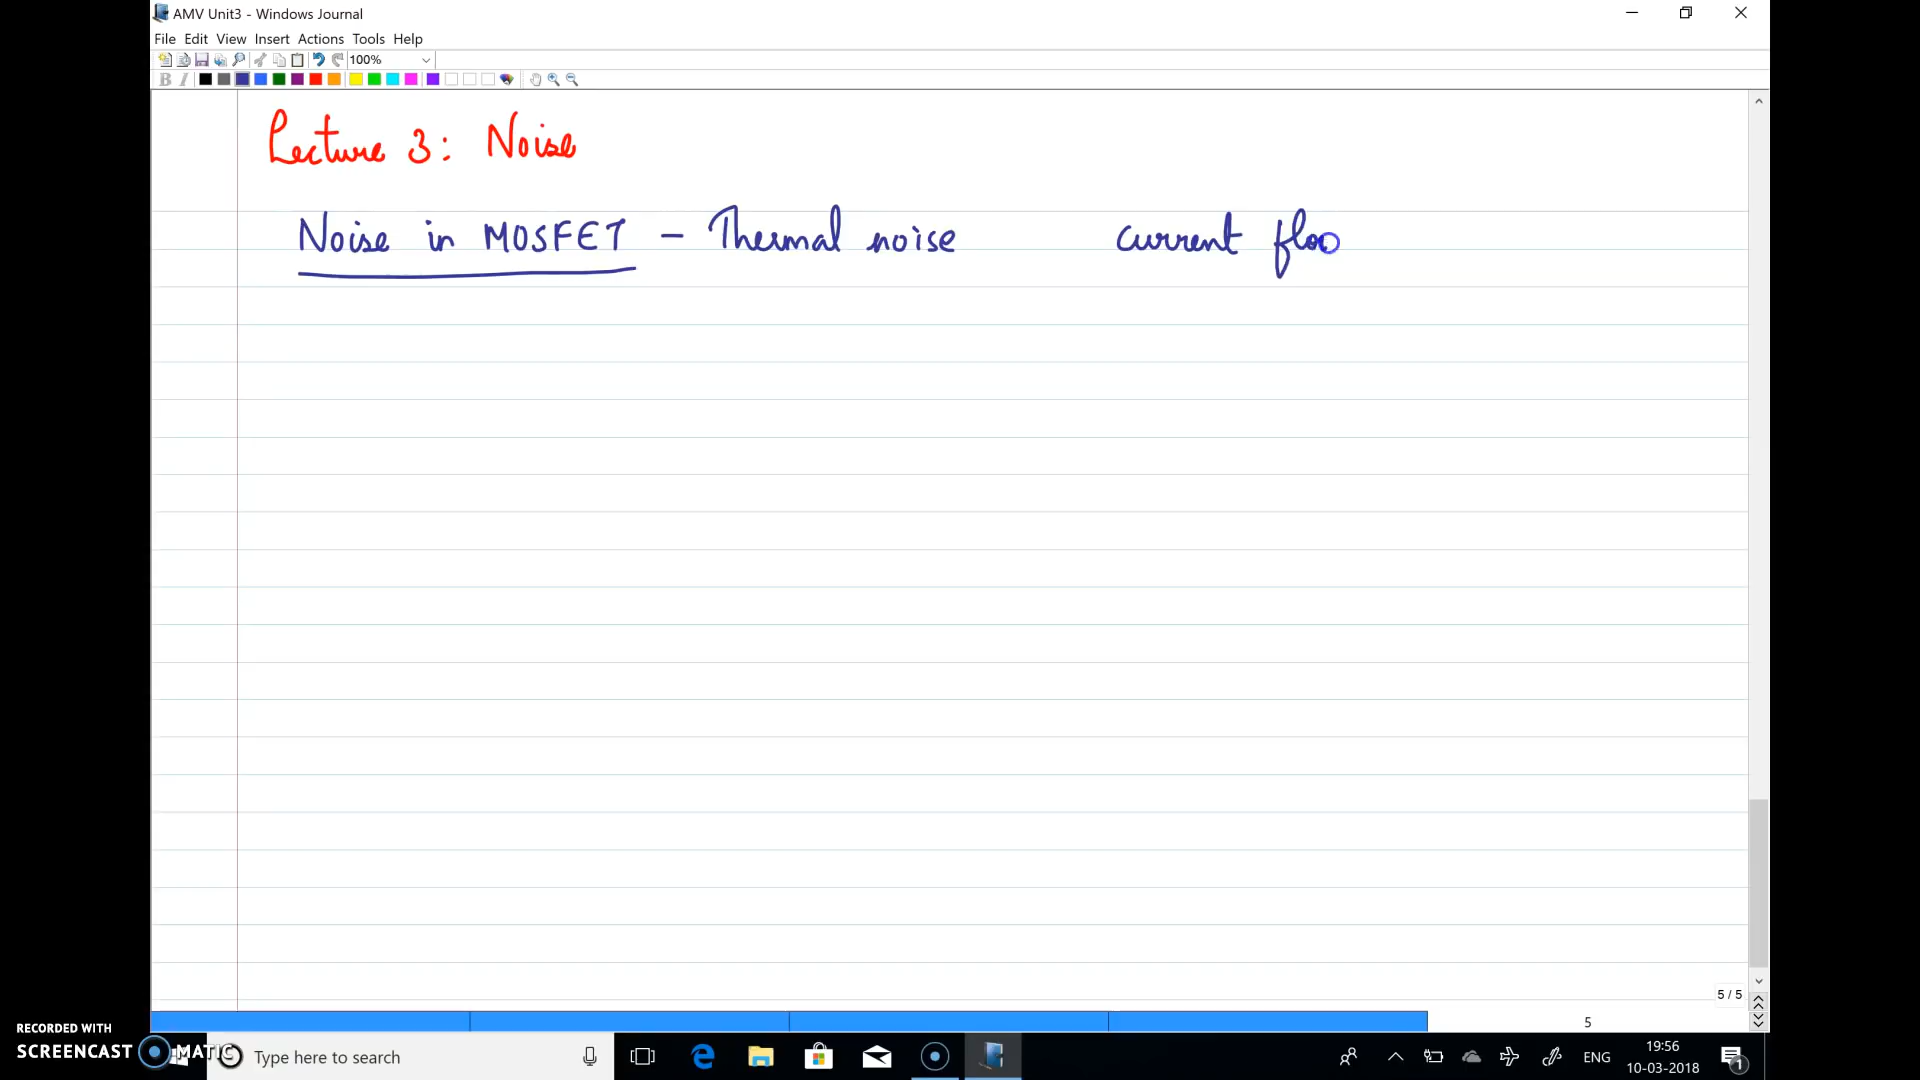 AMV Unit3 - Windows Journal
File Edit View Insert Actions Tools Help
100%
Lecture 3: Noise
Noise in MOSFET - Thermal noise current flo
5 / 5
5
RECORDED WITH
SCREENCAST MATIC
Type here to search
ENG
19:56
10-03-2018
1